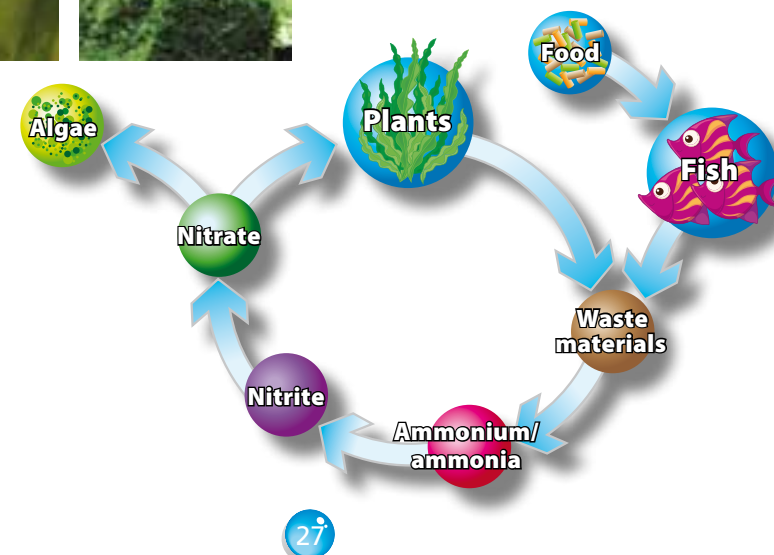 Food
Plants
Algae
Fish
Nitrate
Waste
materials
Nitrite
Ammonium/
ammonia
27